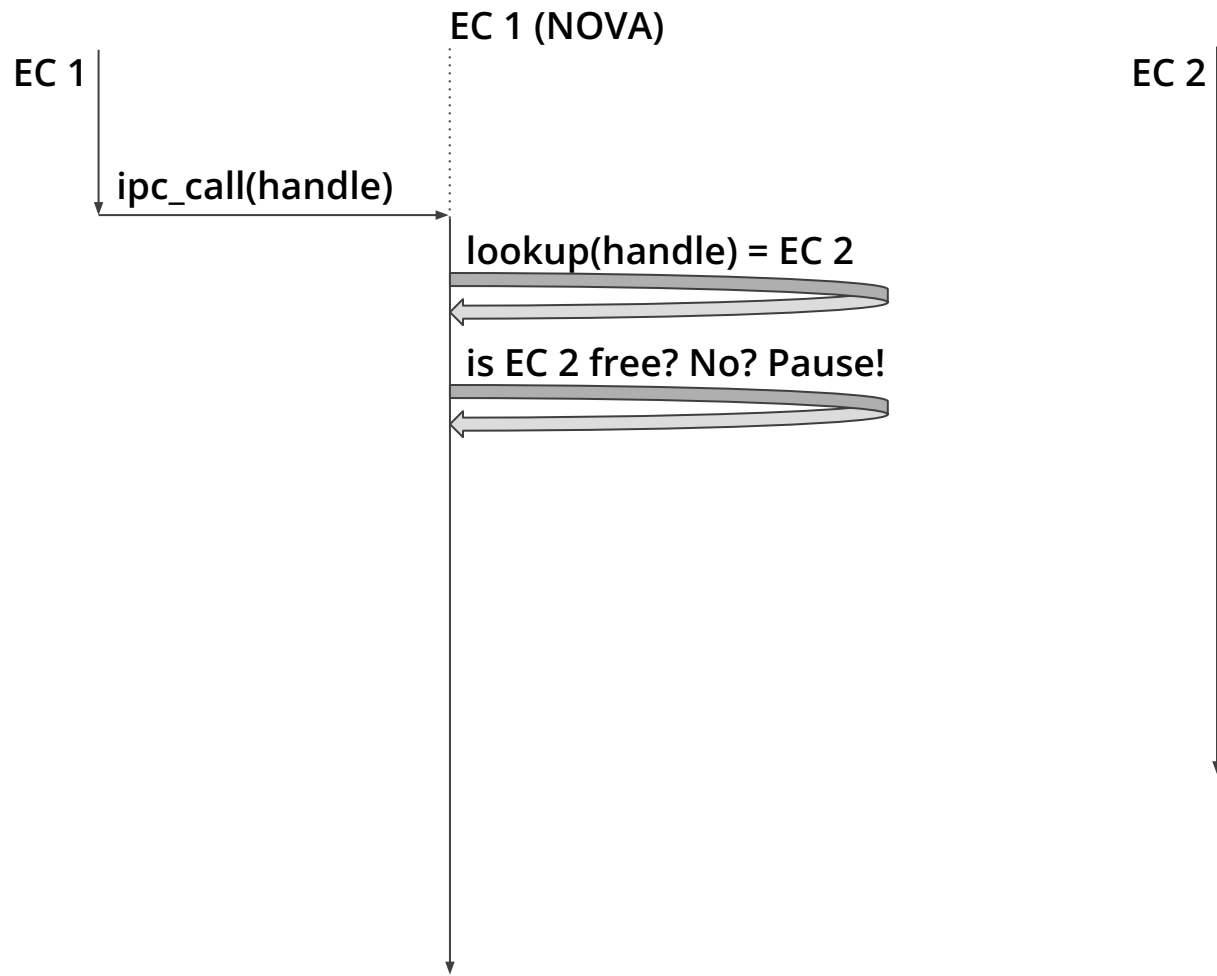 EC 1 (NOVA)
EC 1
EC 2
ipc_call(handle)
lookup(handle) = EC 2
is EC 2 free? No? Pause!